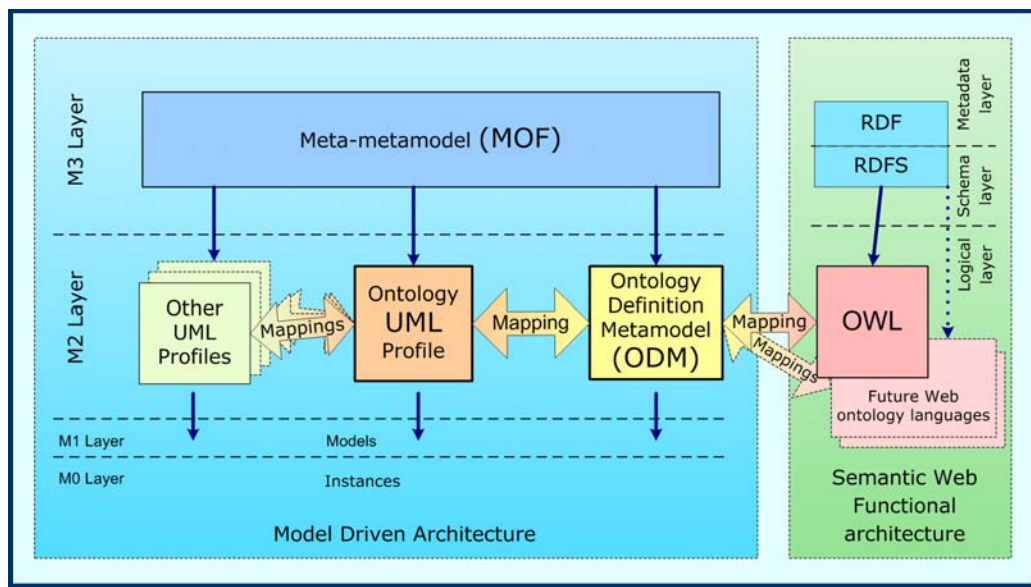 M3 Layer
Meta-metamodel (MOF)
RDF
RDFS
Metadata
layer
Schema
layer
Logical
layer
M2 Layer
Other
UML
Profiles
Mappings
Ontology
UML
Profile
Mapping
Ontology
Definition
Metamodel
(ODM)
Mapping
Mappings
OWL
Future Web
ontology languages
M1 Layer
Models
M0 Layer
Instances
Model Driven Architecture
Semantic Web
Functional
architecture